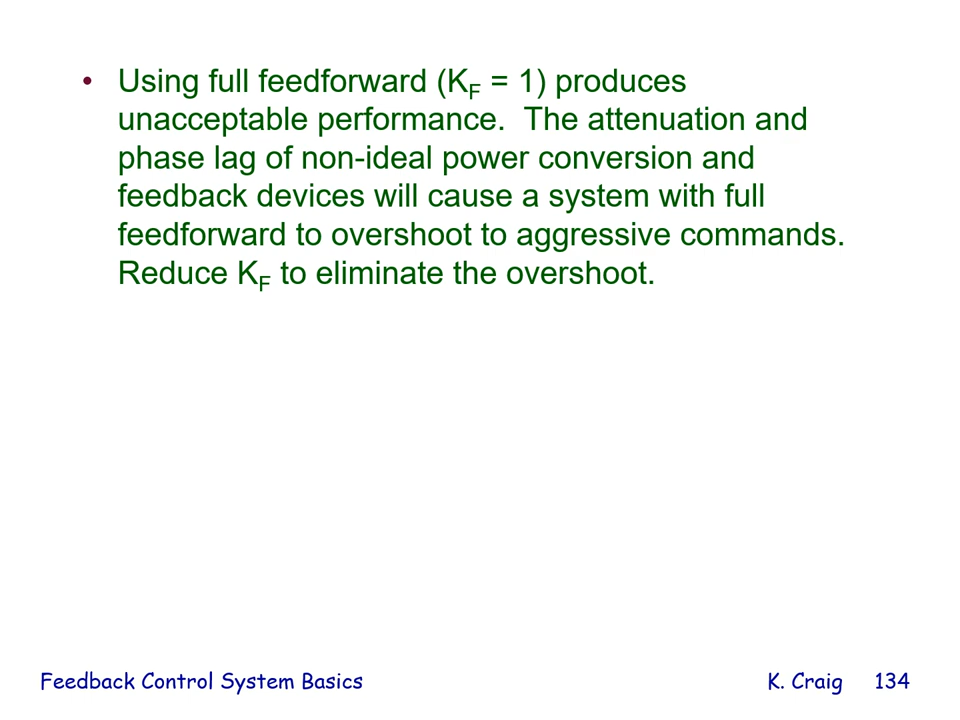 • Using full feedforward (K_F = 1) produces
unacceptable performance.  The attenuation and
phase lag of non-ideal power conversion and
feedback devices will cause a system with full
feedforward to overshoot to aggressive commands.
Reduce K_F to eliminate the overshoot.
Feedback Control System Basics
K. Craig 134